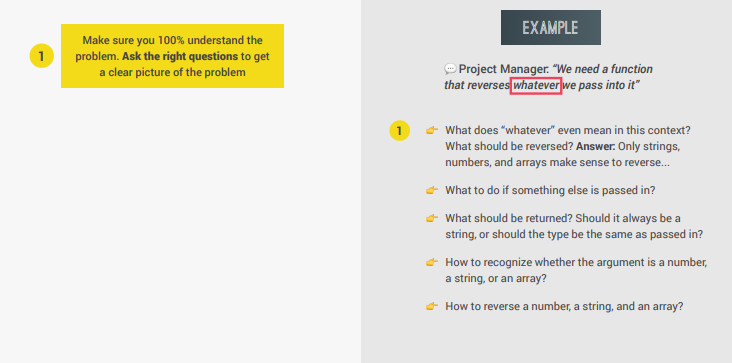 1
Make sure you 100% understand the
problem. Ask the right questions to get
a clear picture of the problem
EXAMPLE
💬 Project Manager: “We need a function
that reverses whatever we pass into it”
1
👉 What does “whatever” even mean in this context?
What should be reversed? Answer: Only strings,
numbers, and arrays make sense to reverse...
👉 What to do if something else is passed in?
👉 What should be returned? Should it always be a
string, or should the type be the same as passed in?
👉 How to recognize whether the argument is a number,
a string, or an array?
👉 How to reverse a number, a string, and an array?